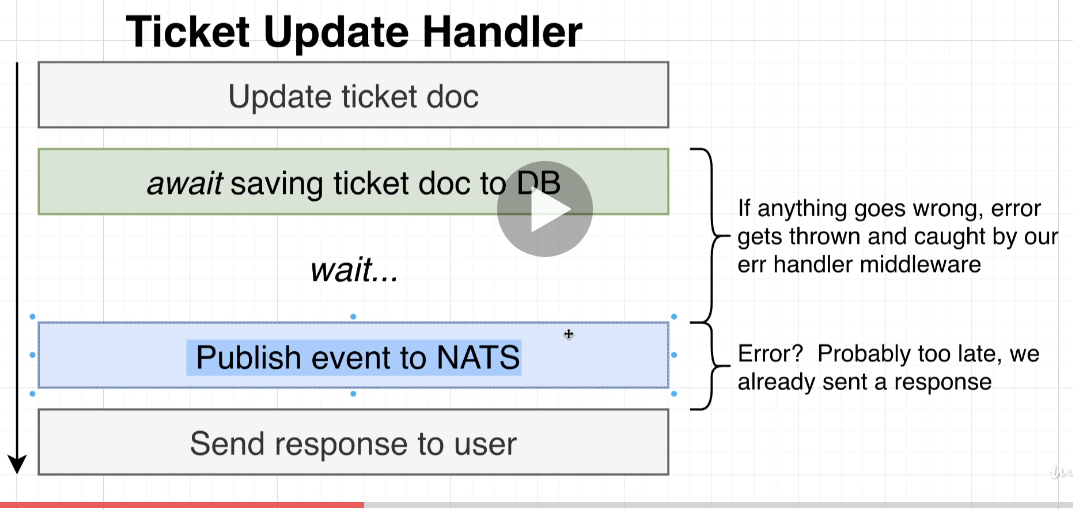 Ticket Update Handler
Update ticket doc
await saving ticket doc to DB
If anything goes wrong, error
gets thrown and caught by our
err handler middleware
wait...
Publish event to NATS
Error? Probably too late, we
already sent a response
Send response to user